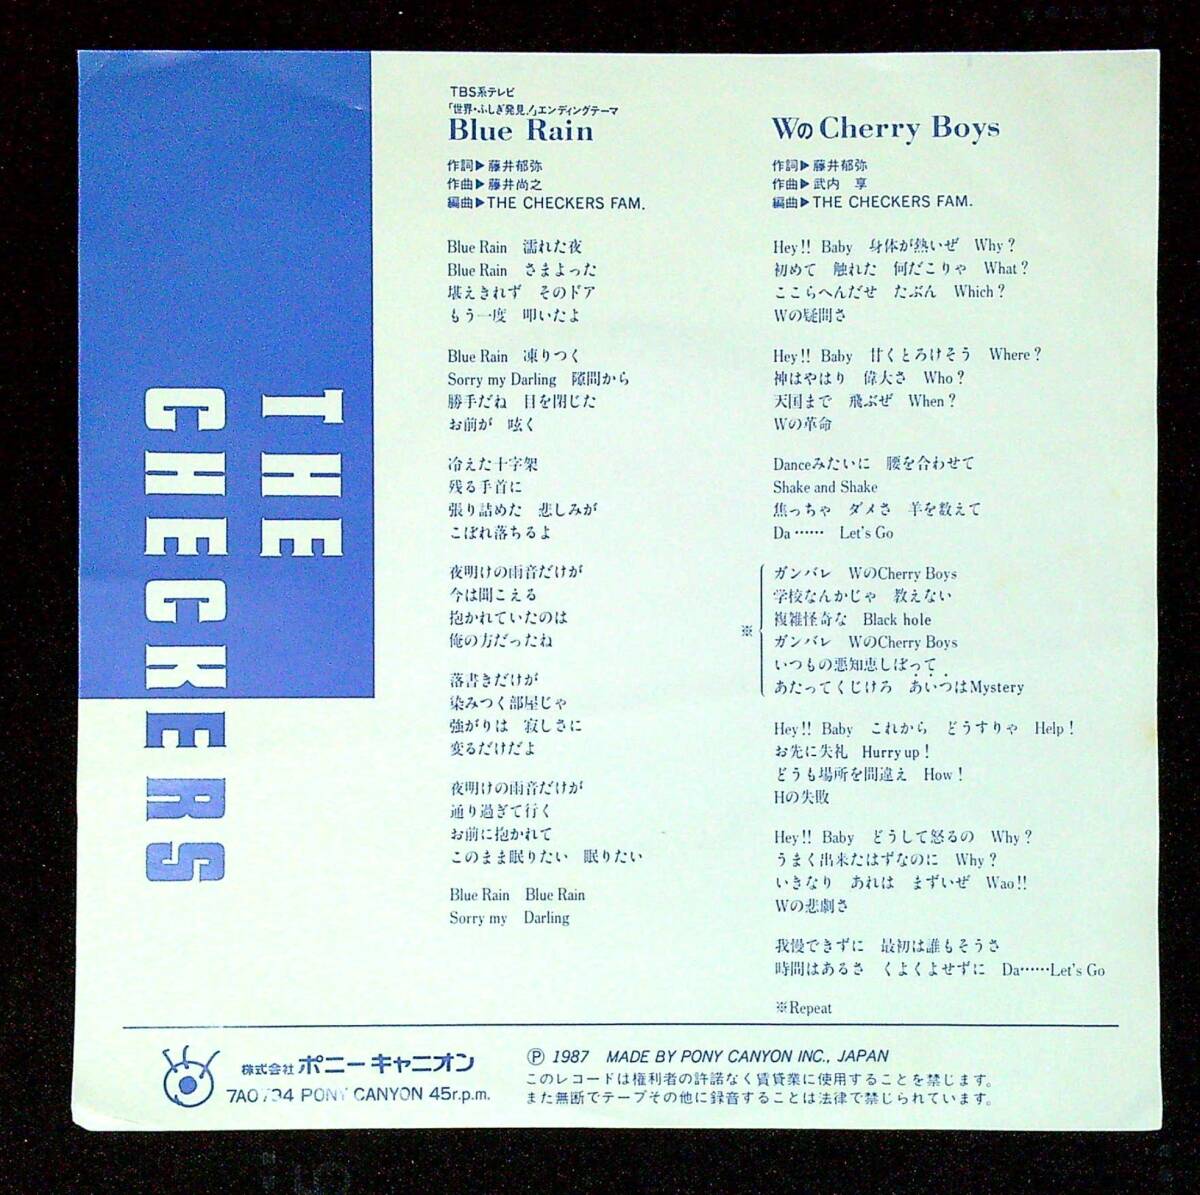 THE
CHECKERS
TBS系テレビ
「世界・ふしぎ発見!」エンディングテーマ
Blue Rain
作詞▶藤井郁弥
作曲▶藤井尚之
編曲▶THE CHECKERS FAM.
Blue Rain 濡れた夜
Blue Rain さまよった
堪えきれず そのドア
もう一度 叩いたよ
Blue Rain 凍りつく
Sorry my Darling 隙間から
勝手だね 目を閉じた
お前が 呟く
冷えた十字架
残る手首に
張り詰めた 悲しみが
こぼれ落ちるよ
夜明けの雨音だけが
今は聞こえる
抱かれていたのは
俺の方だったね
落書きだけが
染みつく部屋じゃ
強がりは 寂しさに
変るだけだよ
夜明けの雨音だけが
通り過ぎて行く
お前に抱かれて
このまま眠りたい 眠りたい
Blue Rain Blue Rain
Sorry my Darling
WのCherry Boys
作詞▶藤井郁弥
作曲▶武内 享
編曲▶THE CHECKERS FAM.
Hey!! Baby 身体が熱いぜ Why?
初めて 触れた 何だこりゃ What?
ここらへんだせ たぶん Which?
Wの疑問さ
Hey!! Baby 甘くとろけそう Where?
神はやはり 偉大さ Who?
天国まで 飛ぶぜ When?
Wの革命
Danceみたいに 腰を合わせて
Shake and Shake
焦っちゃ ダメさ 羊を数えて
Da…… Let's Go
ガンバレ WのCherry Boys
学校なんかじゃ 教えない
複雑怪奇な Black hole
※
ガンバレ WのCherry Boys
いつもの悪知恵しぼって
あたってくじけろ あいつはMystery
Hey!! Baby これから どうすりゃ Help!
お先に失礼 Hurry up!
どうも場所を間違え How!
Hの失敗
Hey!! Baby どうして怒るの Why?
うまく出来たはずなのに Why?
いきなり あれは まずいぜ Wao!!
Wの悲劇さ
我慢できずに 最初は誰もそうさ
時間はあるさ くよくよせずに Da……Let's Go
※Repeat
株式会社ポニーキャニオン
7A0734 PONY CANYON 45r.p.m.
Ⓟ 1987 MADE BY PONY CANYON INC., JAPAN
このレコードは権利者の許諾なく賃貸業に使用することを禁じます。
また無断でテープその他に録音することは法律で禁じられています。